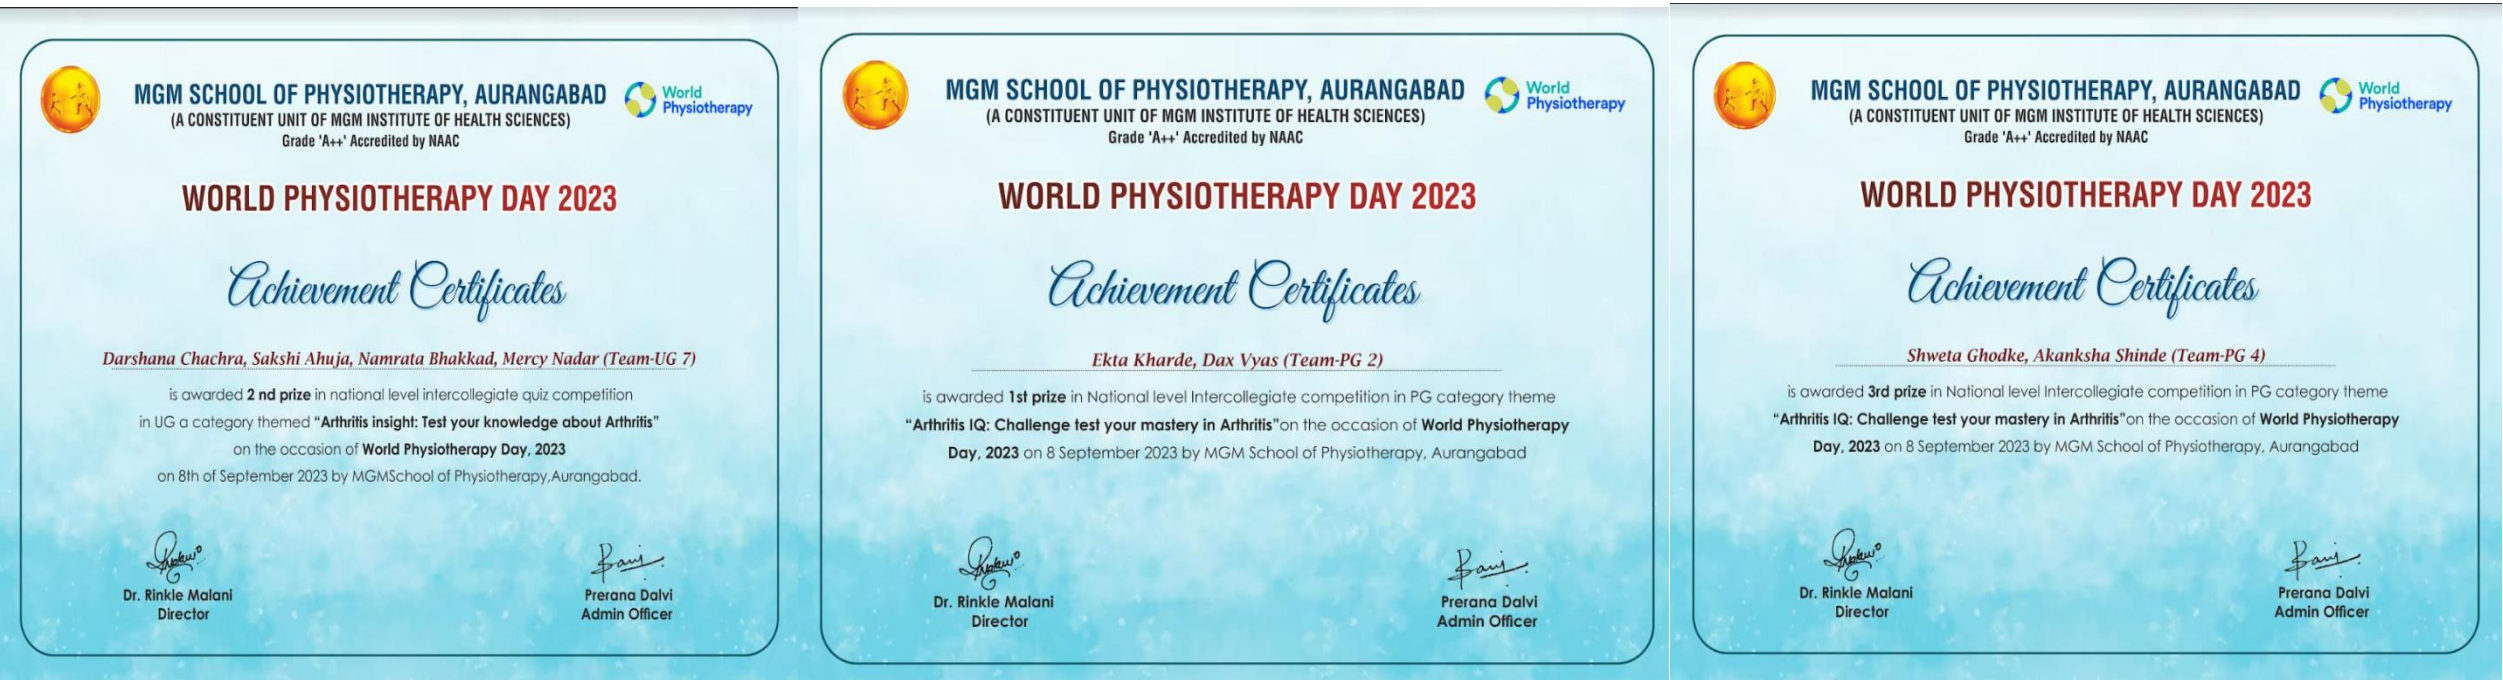 MGM SCHOOL OF PHYSIOTHERAPY, AURANGABAD
(A CONSTITUENT UNIT OF MGM INSTITUTE OF HEALTH SCIENCES)
Grade 'A++' Accredited by NAAC
World
Physiotherapy
WORLD PHYSIOTHERAPY DAY 2023
Achievement Certificates
Darshana Chachra, Sakshi Ahuja, Namrata Bhakkad, Mercy Nadar (Team-UG 7)
is awarded 2 nd prize in national level intercollegiate quiz competition
in UG a category themed “Arthritis insight: Test your knowledge about Arthritis”
on the occasion of World Physiotherapy Day, 2023
on 8th of September 2023 by MGMSchool of Physiotherapy,Aurangabad.
Dr. Rinkle Malani
Director
Prerana Dalvi
Admin Officer
MGM SCHOOL OF PHYSIOTHERAPY, AURANGABAD
(A CONSTITUENT UNIT OF MGM INSTITUTE OF HEALTH SCIENCES)
Grade 'A++' Accredited by NAAC
World
Physiotherapy
WORLD PHYSIOTHERAPY DAY 2023
Achievement Certificates
Ekta Kharde, Dax Vyas (Team-PG 2)
is awarded 1st prize in National level Intercollegiate competition in PG category theme
“Arthritis IQ: Challenge test your mastery in Arthritis”on the occasion of World Physiotherapy
Day, 2023 on 8 September 2023 by MGM School of Physiotherapy, Aurangabad
Dr. Rinkle Malani
Director
Prerana Dalvi
Admin Officer
MGM SCHOOL OF PHYSIOTHERAPY, AURANGABAD
(A CONSTITUENT UNIT OF MGM INSTITUTE OF HEALTH SCIENCES)
Grade 'A++' Accredited by NAAC
World
Physiotherapy
WORLD PHYSIOTHERAPY DAY 2023
Achievement Certificates
Shweta Ghodke, Akanksha Shinde (Team-PG 4)
is awarded 3rd prize in National level Intercollegiate competition in PG category theme
“Arthritis IQ: Challenge test your mastery in Arthritis”on the occasion of World Physiotherapy
Day, 2023 on 8 September 2023 by MGM School of Physiotherapy, Aurangabad
Dr. Rinkle Malani
Director
Prerana Dalvi
Admin Officer